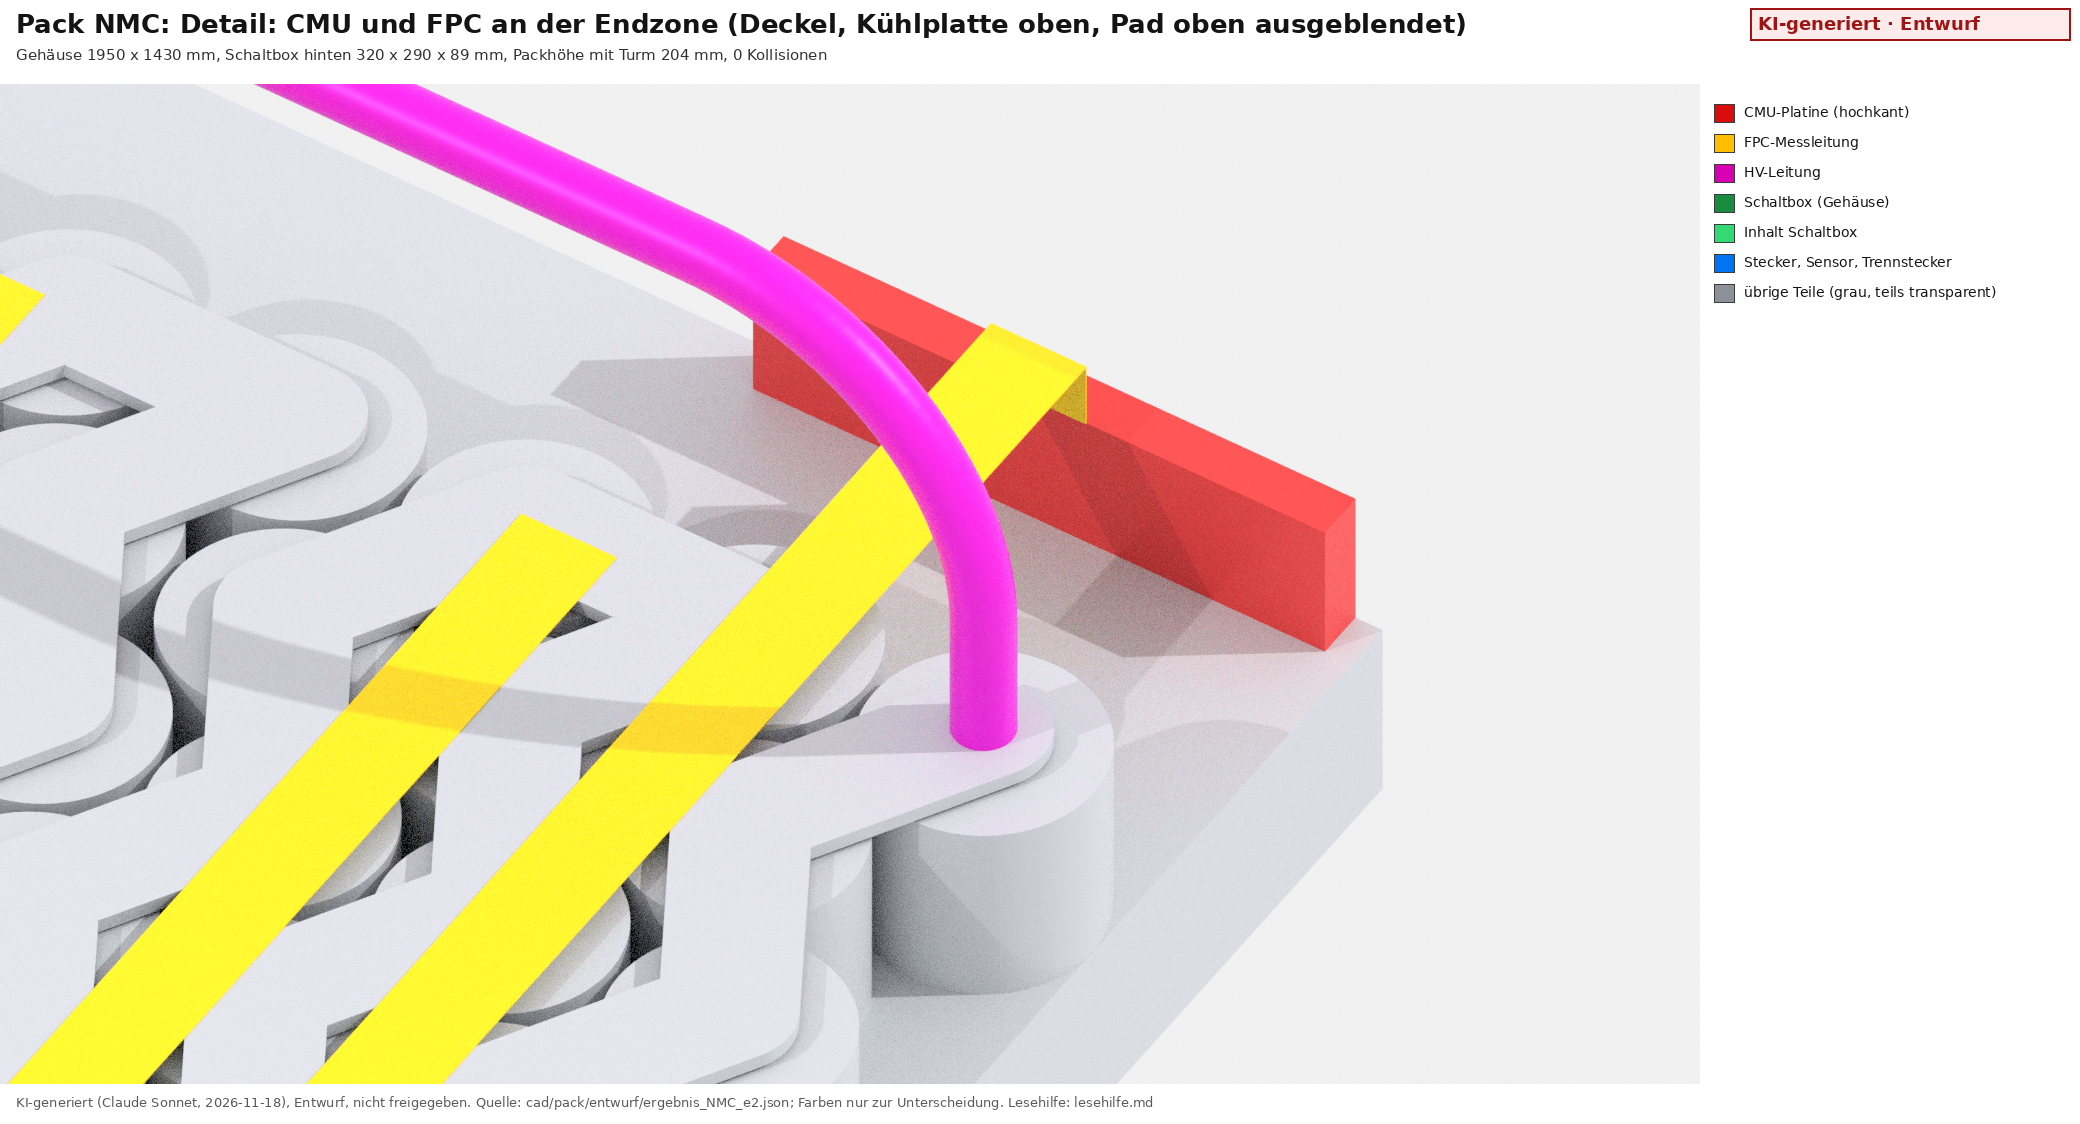 Pack NMC: Detail: CMU und FPC an der Endzone (Deckel, Kühlplatte oben, Pad oben ausgeblendet)
KI-generiert · Entwurf
Gehäuse 1950 x 1430 mm, Schaltbox hinten 320 x 290 x 89 mm, Packhöhe mit Turm 204 mm, 0 Kollisionen
CMU-Platine (hochkant)
FPC-Messleitung
HV-Leitung
Schaltbox (Gehäuse)
Inhalt Schaltbox
Stecker, Sensor, Trennstecker
übrige Teile (grau, teils transparent)
KI-generiert (Claude Sonnet, 2026-11-18), Entwurf, nicht freigegeben. Quelle: cad/pack/entwurf/ergebnis_NMC_e2.json; Farben nur zur Unterscheidung. Lesehilfe: lesehilfe.md